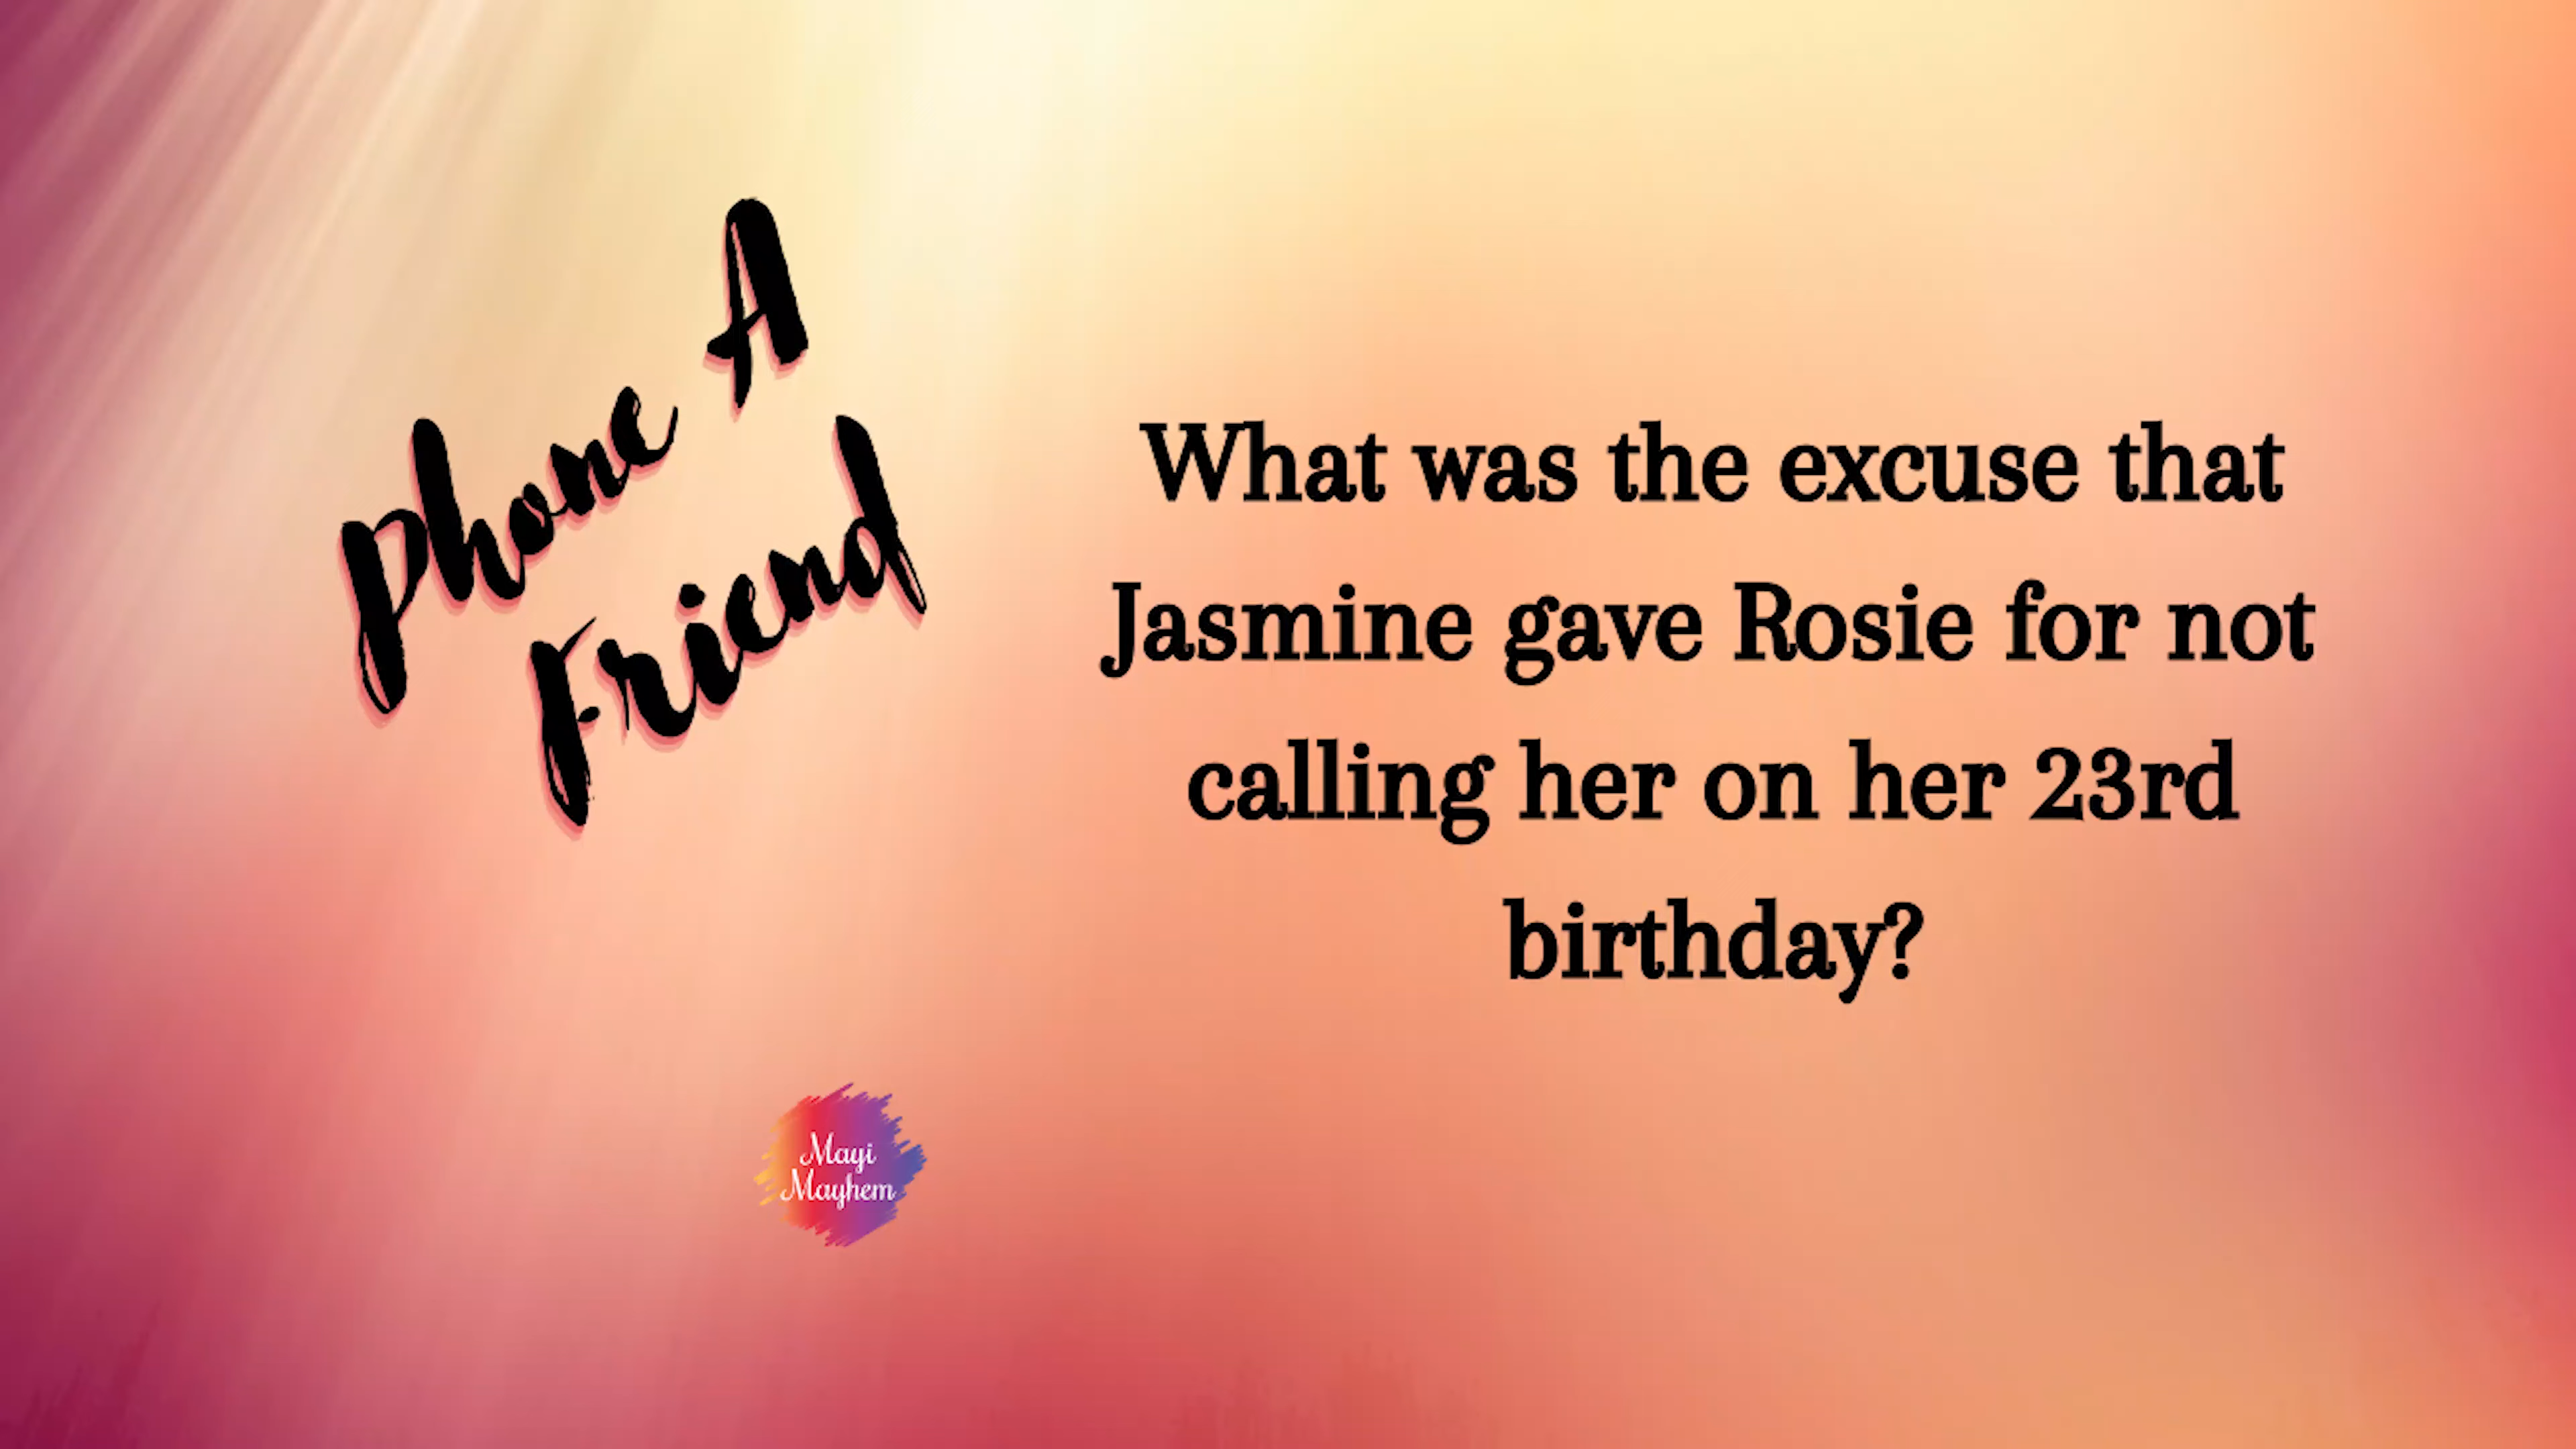 Phone A
Friend
What was the excuse that
Jasmine gave Rosie for not
calling her on her 23rd
birthday?
Mayi
Mayhem